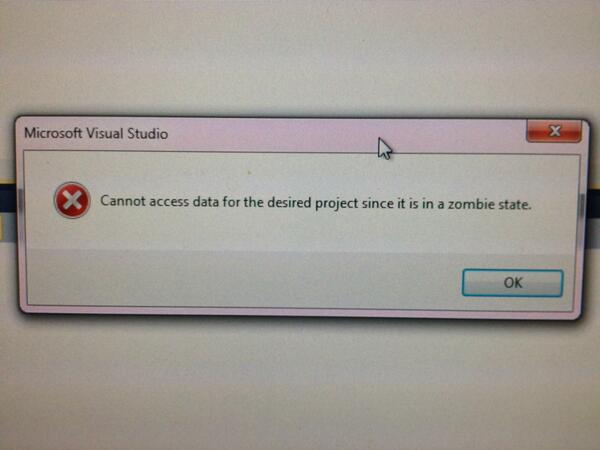 Microsoft Visual Studio
Cannot access data for the desired project since it is in a zombie state.
OK